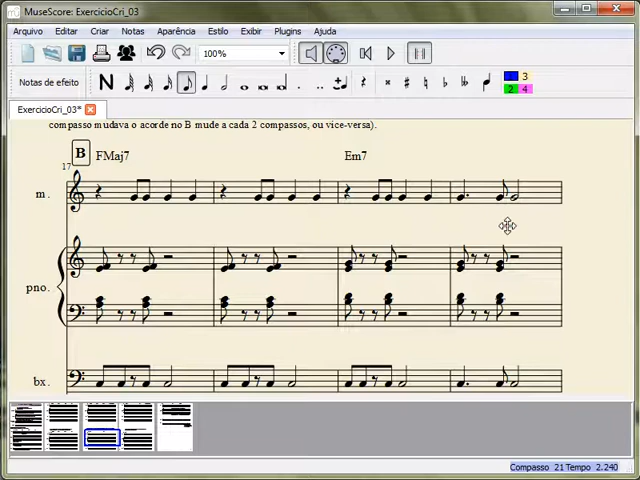 MuseScore: ExercicioCri_03
Arquivo Editar Criar Notas Aparência Estilo Exibir Plugins Ajuda
100%
Notas de efeito N 1 3
2 4
ExercicioCri_03*
compasso mudava o acorde no B mude a cada 2 compassos, ou vice-versa).
B FMaj7 Em7
17
m.
pno.
bx.
Compasso 21 Tempo 2.240